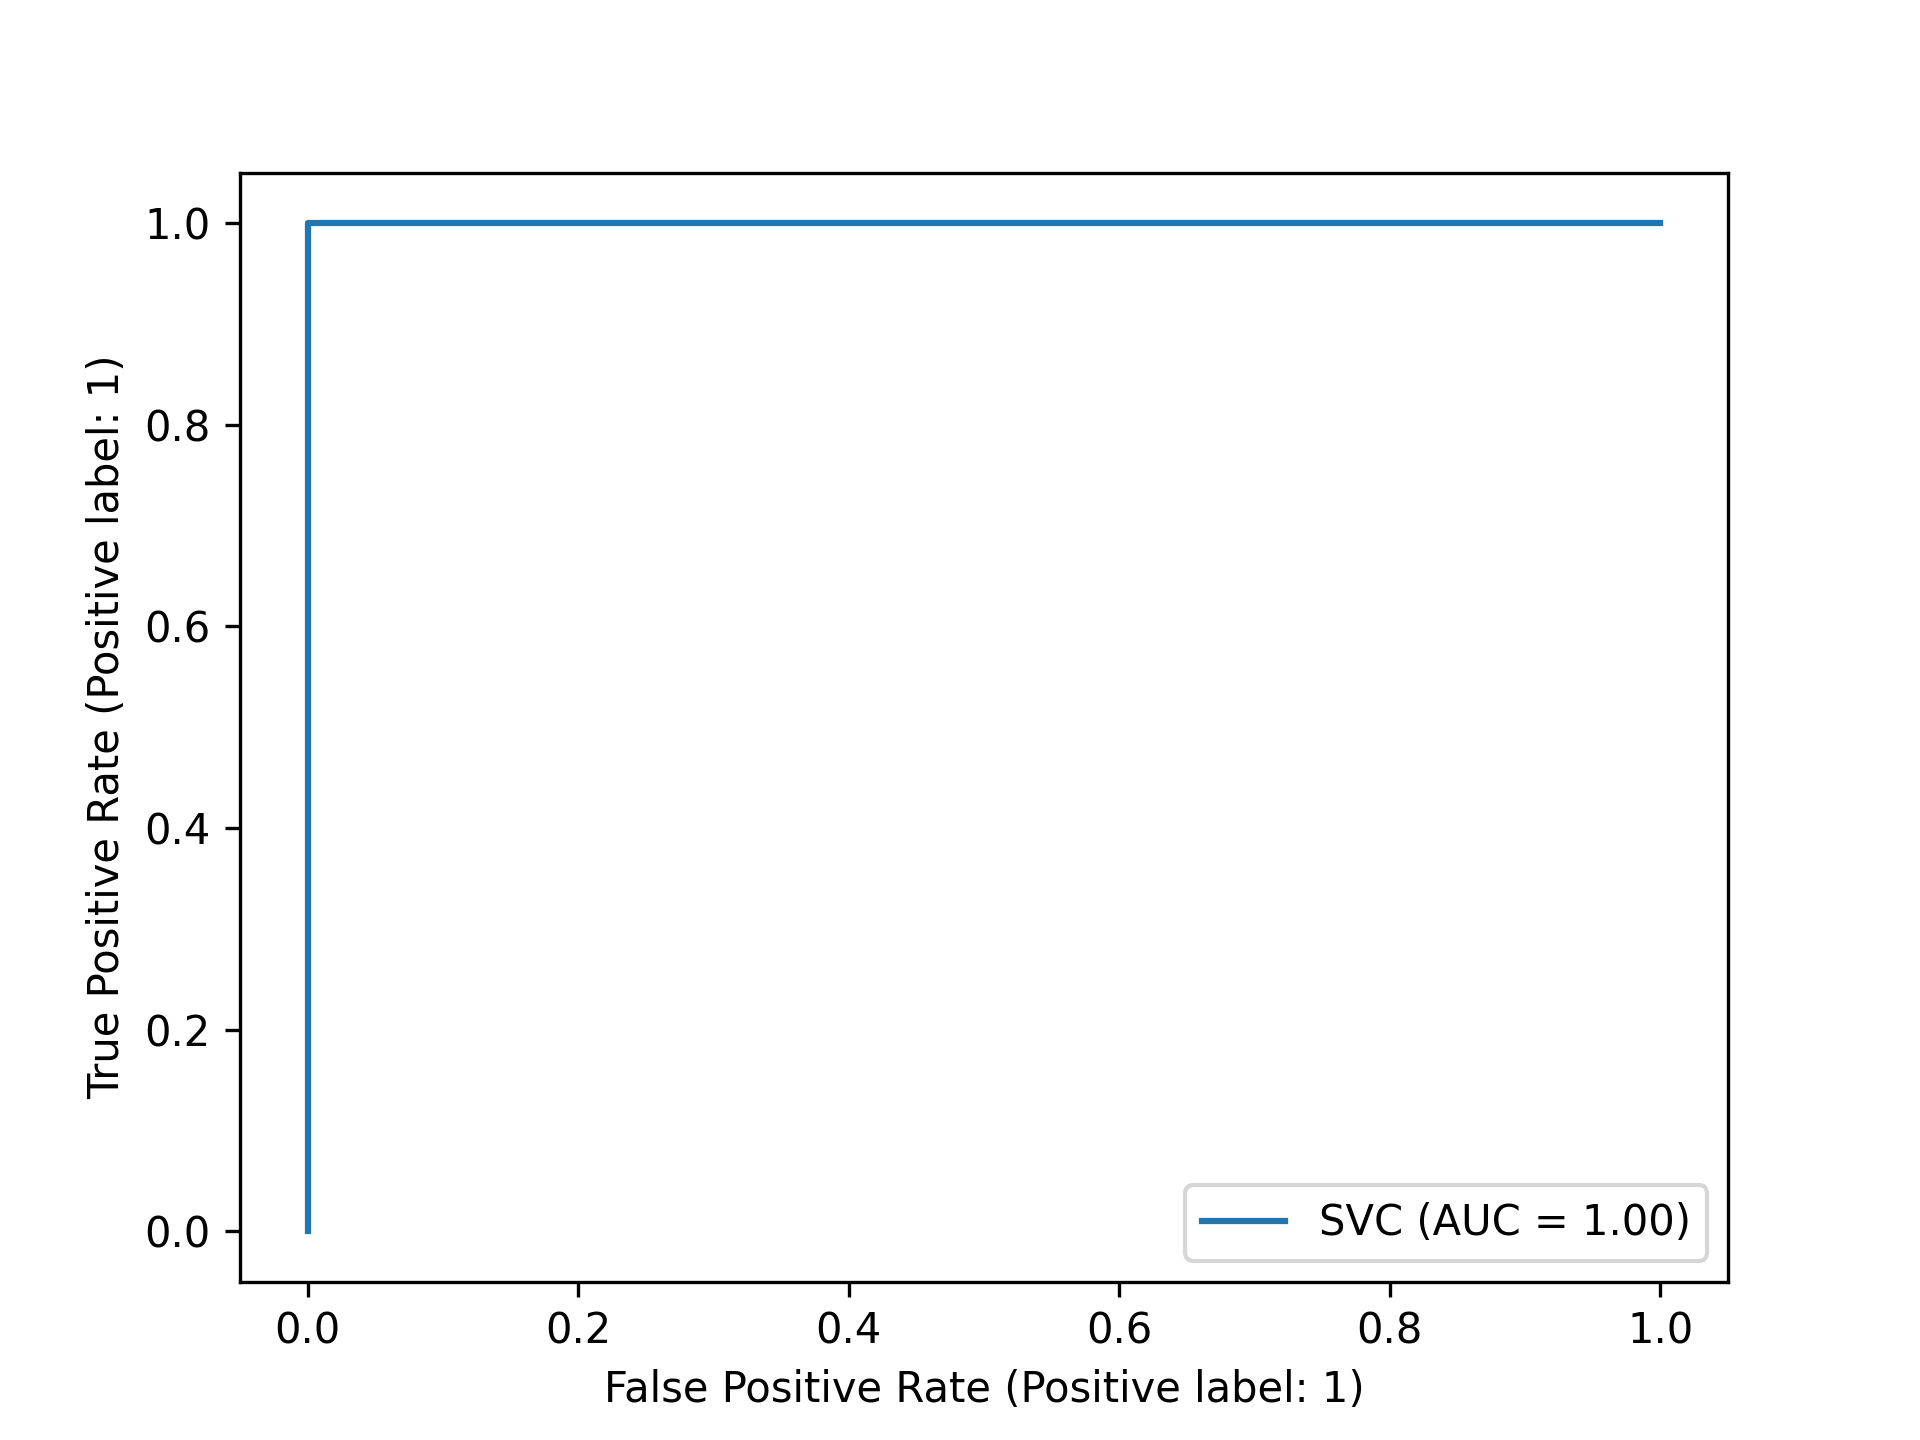 True Positive Rate (Positive label: 1)
1.0
0.8
0.6
0.4
0.2
0.0
SVC (AUC = 1.00)
0.0 0.2 0.4 0.6 0.8 1.0
False Positive Rate (Positive label: 1)